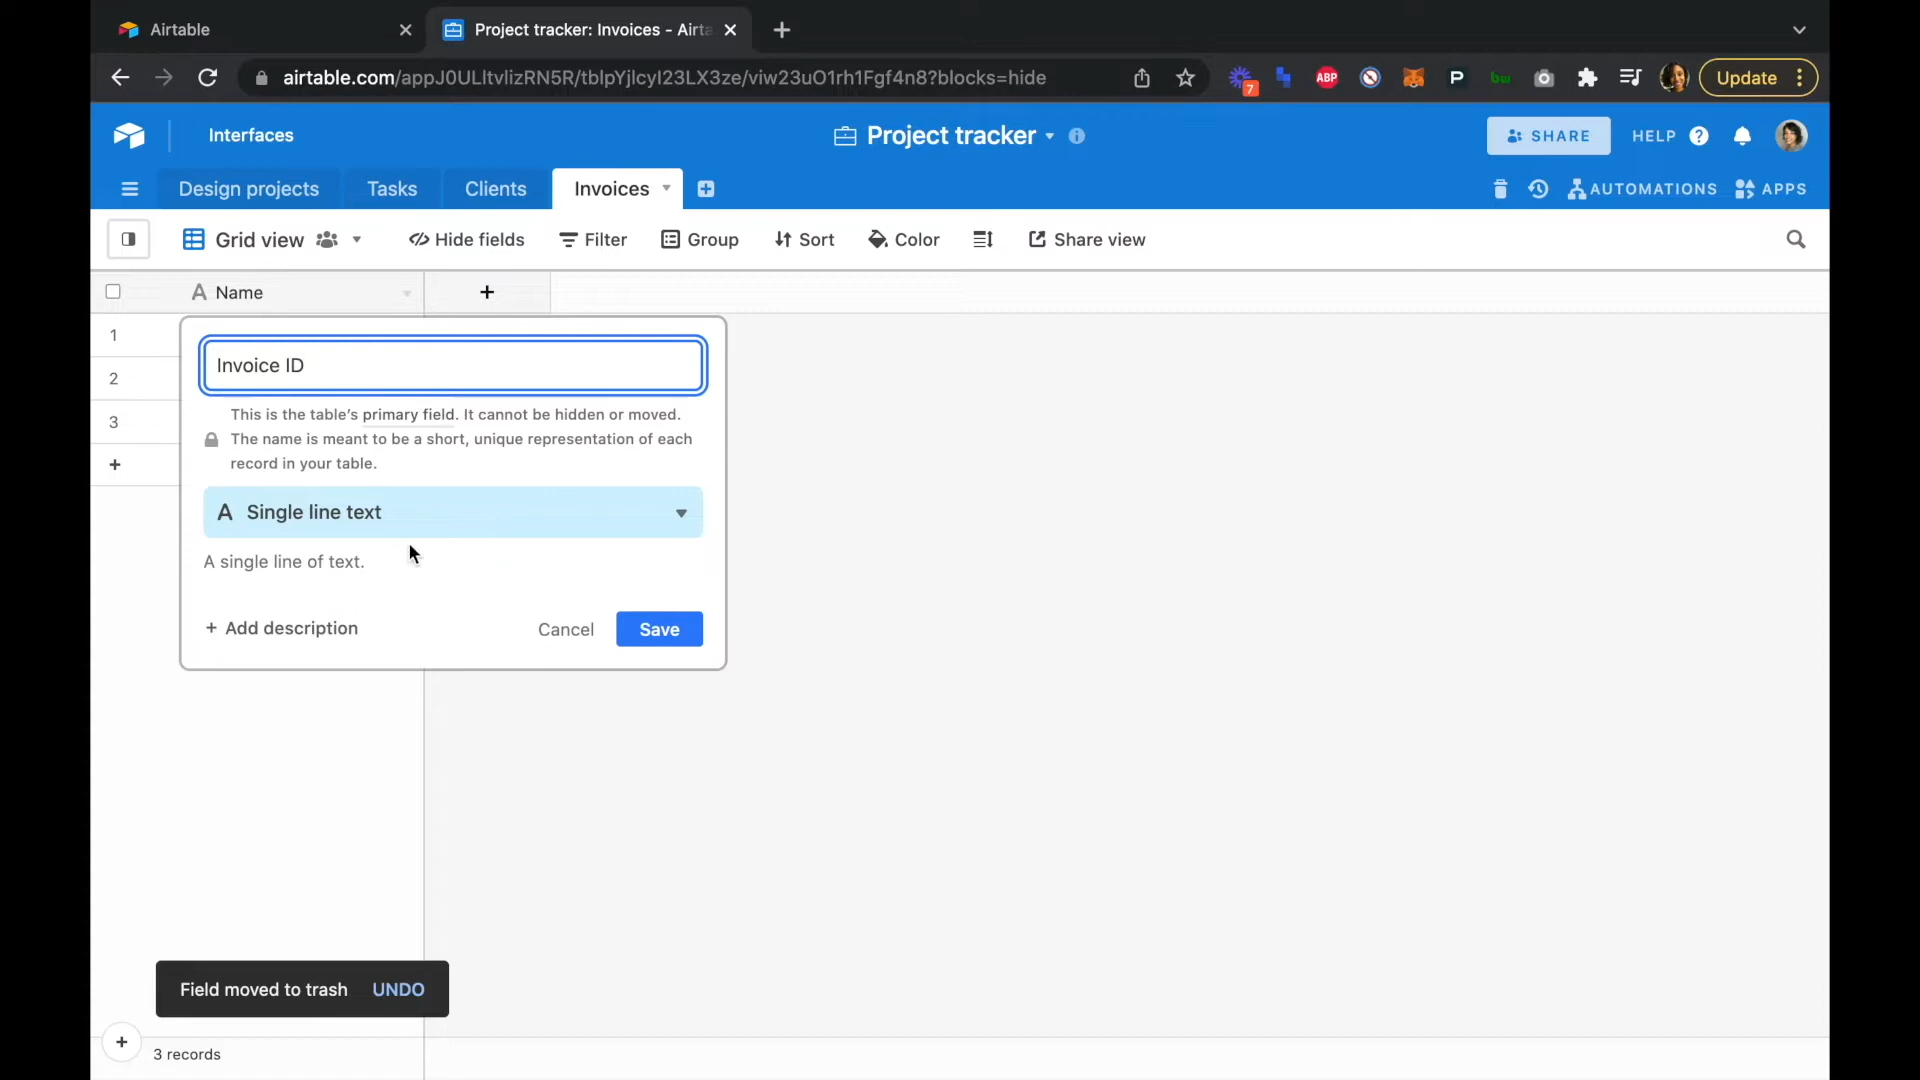 Airtable
Project tracker: Invoices - Airta
airtable.com/appJ0ULltvlizRN5R/tblpYjlcyI23LX3ze/viw23uO1rh1Fgf4n8?blocks=hide
7
ABP
P
bw
Update
Interfaces
Project tracker
SHARE
HELP
Design projects
Tasks
Clients
Invoices
AUTOMATIONS
APPS
Grid view
Hide fields
Filter
Group
Sort
Color
Share view
A Name
+
1
2
3
+
Invoice ID
This is the table's primary field. It cannot be hidden or moved.
The name is meant to be a short, unique representation of each
record in your table.
A Single line text
A single line of text.
+ Add description
Cancel
Save
Field moved to trash
UNDO
+
3 records